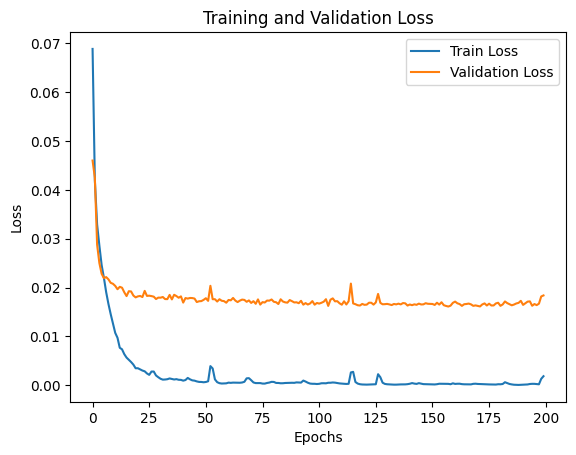 Training and Validation Loss
Train Loss
Validation Loss
Loss
0.07
0.06
0.05
0.04
0.03
0.02
0.01
0.00
0 25 50 75 100 125 150 175 200
Epochs